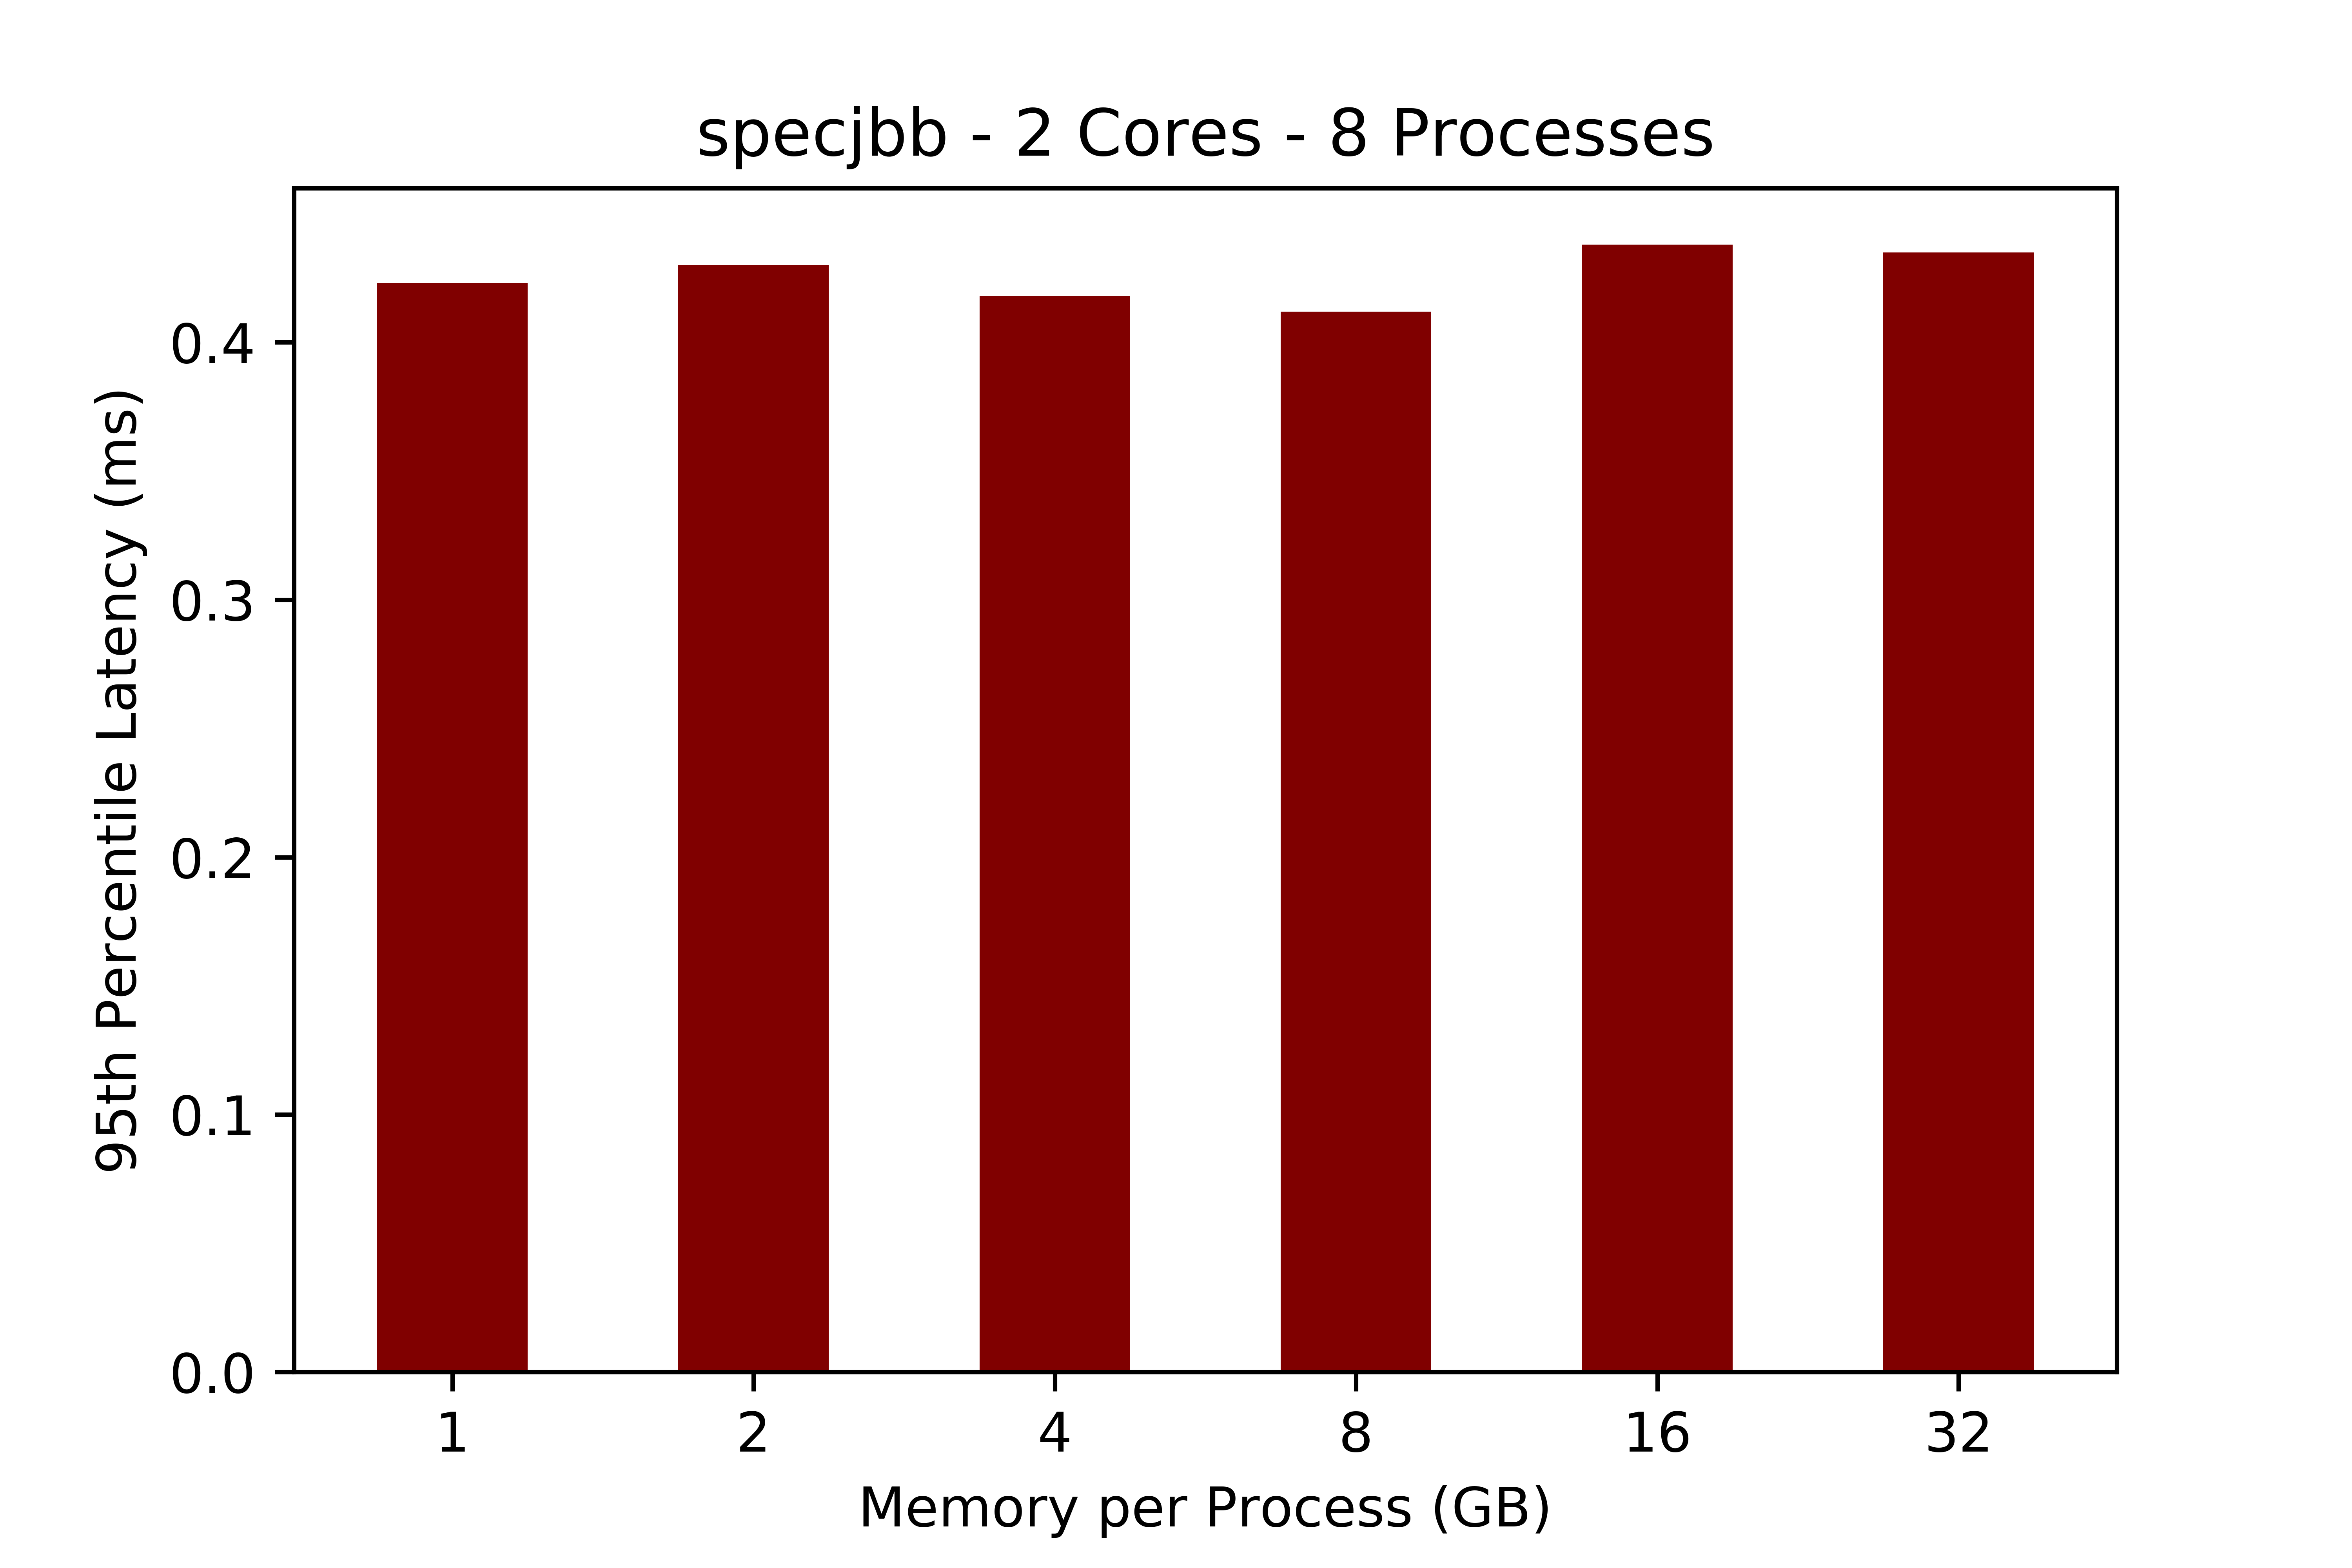 specjbb - 2 Cores - 8 Processes
95th Percentile Latency (ms)
0.4
0.3
0.2
0.1
0.0
1 2 4 8 16 32
Memory per Process (GB)